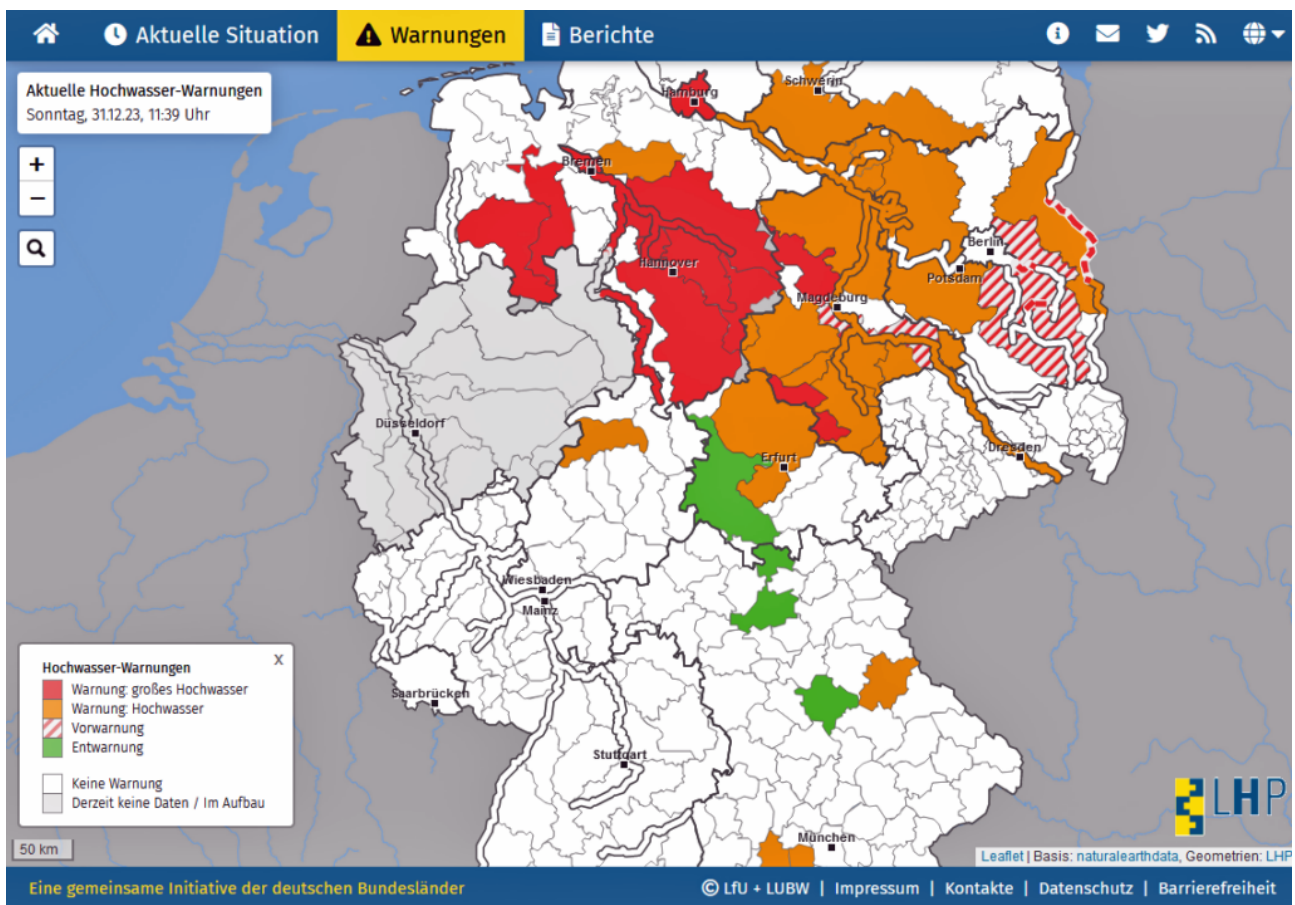 Aktuelle Situation
Warnungen
Berichte
Aktuelle Hochwasser-Warnungen
Sonntag, 31.12.23, 11:39 Uhr
+
−
Schwerin
Hamburg
Bremen
Berlin
Hannover
Potsdam
Magdeburg
Düsseldorf
Dresden
Erfurt
Wiesbaden
Mainz
Saarbrücken
Stuttgart
München
Hochwasser-Warnungen
X
Warnung: großes Hochwasser
Warnung: Hochwasser
Vorwarnung
Entwarnung
Keine Warnung
Derzeit keine Daten / Im Aufbau
LHP
50 km
Leaflet | Basis: naturalearthdata, Geometrien: LHP
Eine gemeinsame Initiative der deutschen Bundesländer
© LfU + LUBW | Impressum | Kontakte | Datenschutz | Barrierefreiheit